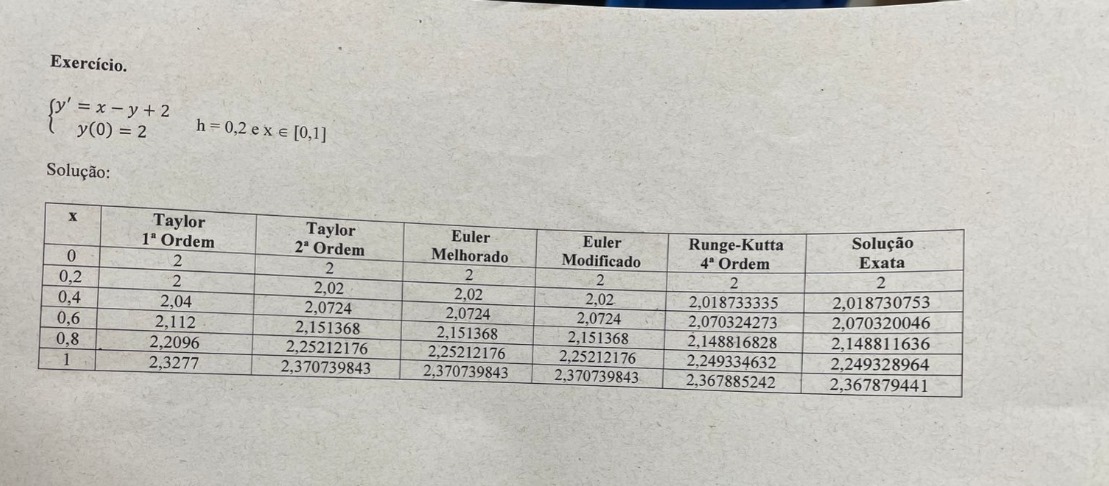 Exercício.
y' = x − y + 2
y(0) = 2 h = 0,2 e x ∈ [0,1]
Solução:
x Taylor 1ª Ordem Taylor 2ª Ordem Euler Melhorado Euler Modificado Runge-Kutta 4ª Ordem Solução Exata
0 2 2 2 2 2 2
0,2 2 2,02 2,02 2,02 2,018733335 2,018730753
0,4 2,04 2,0724 2,0724 2,0724 2,070324273 2,070320046
0,6 2,112 2,151368 2,151368 2,151368 2,148816828 2,148811636
0,8 2,2096 2,25212176 2,25212176 2,25212176 2,249334632 2,249328964
1 2,3277 2,370739843 2,370739843 2,370739843 2,367885242 2,367879441